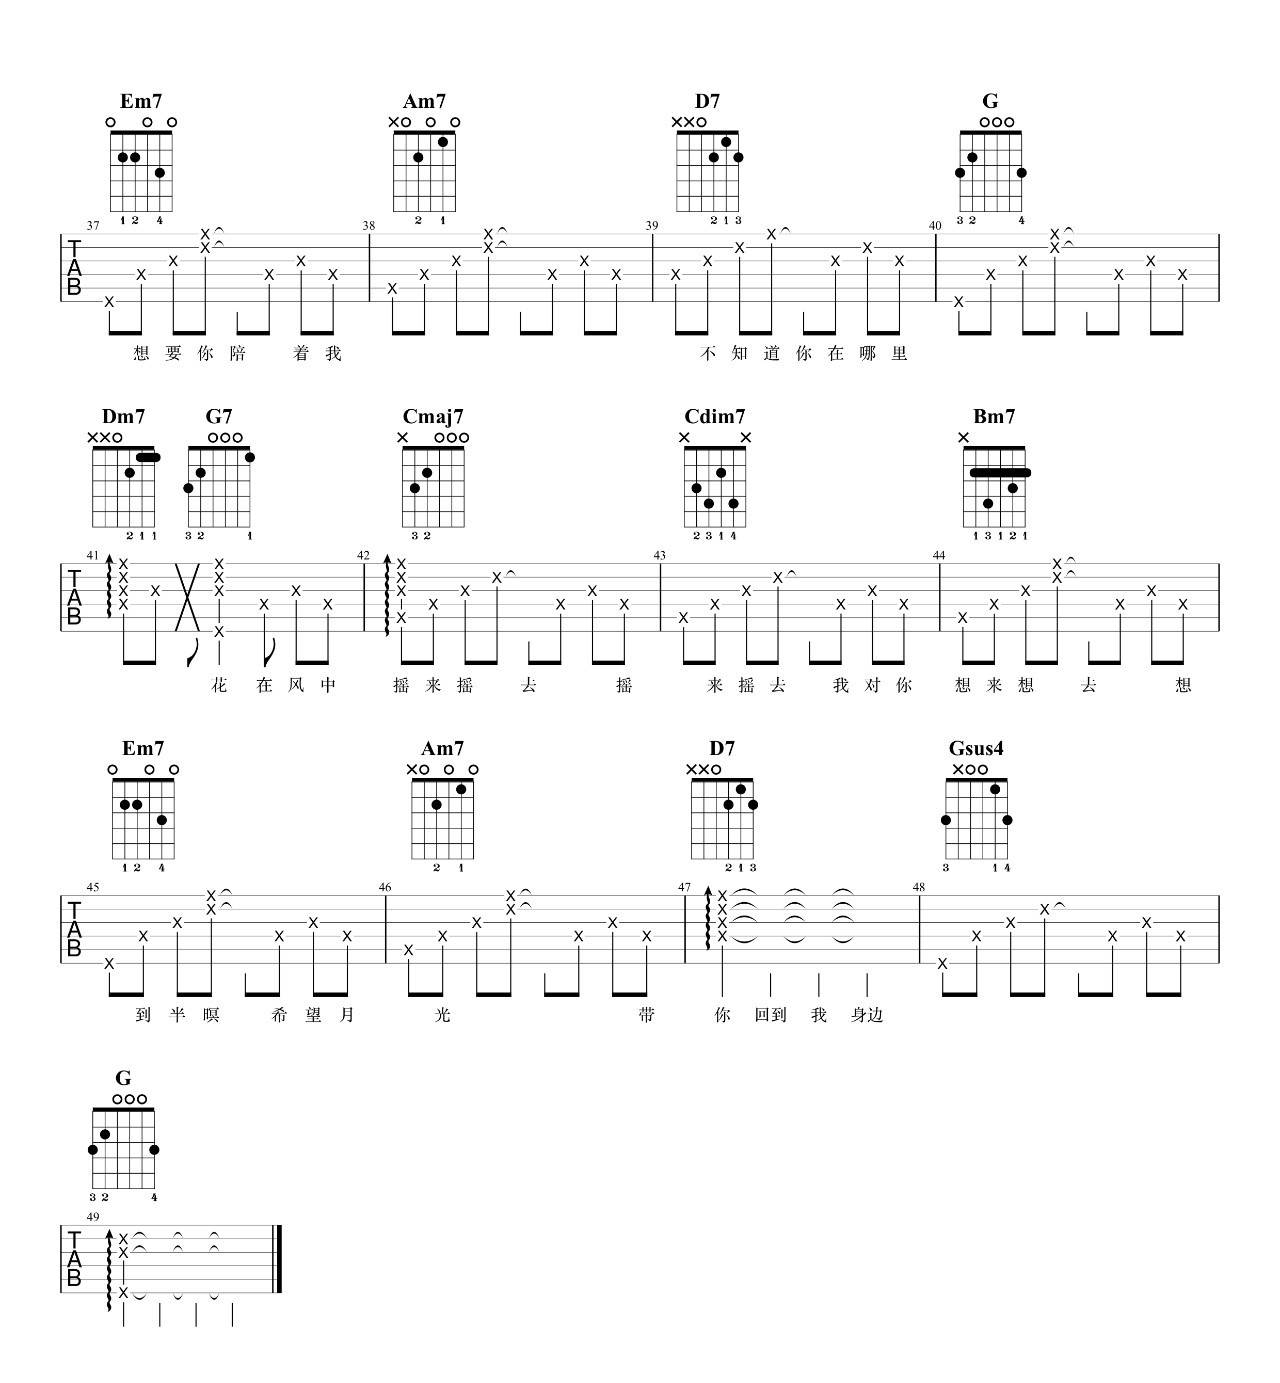 Em7 Am7 D7 G
1 2 4 2 1 2 1 3 3 2 4
37 38 39 40
T
A
B
想 要 你 陪 着 我 不 知 道 你 在 哪 里
Dm7 G7 Cmaj7 Cdim7 Bm7
2 1 1 3 2 1 3 2 2 3 1 4 1 3 1 2 1
41 42 43 44
T
A
B
花 在 风 中 摇 来 摇 去 摇 来 摇 去 我 对 你 想 来 想 去 想
Em7 Am7 D7 Gsus4
1 2 4 2 1 2 1 3 3 1 4
45 46 47 48
T
A
B
到 半 暝 希 望 月 光 带 你 回到 我 身边
G
3 2 4
49
T
A
B